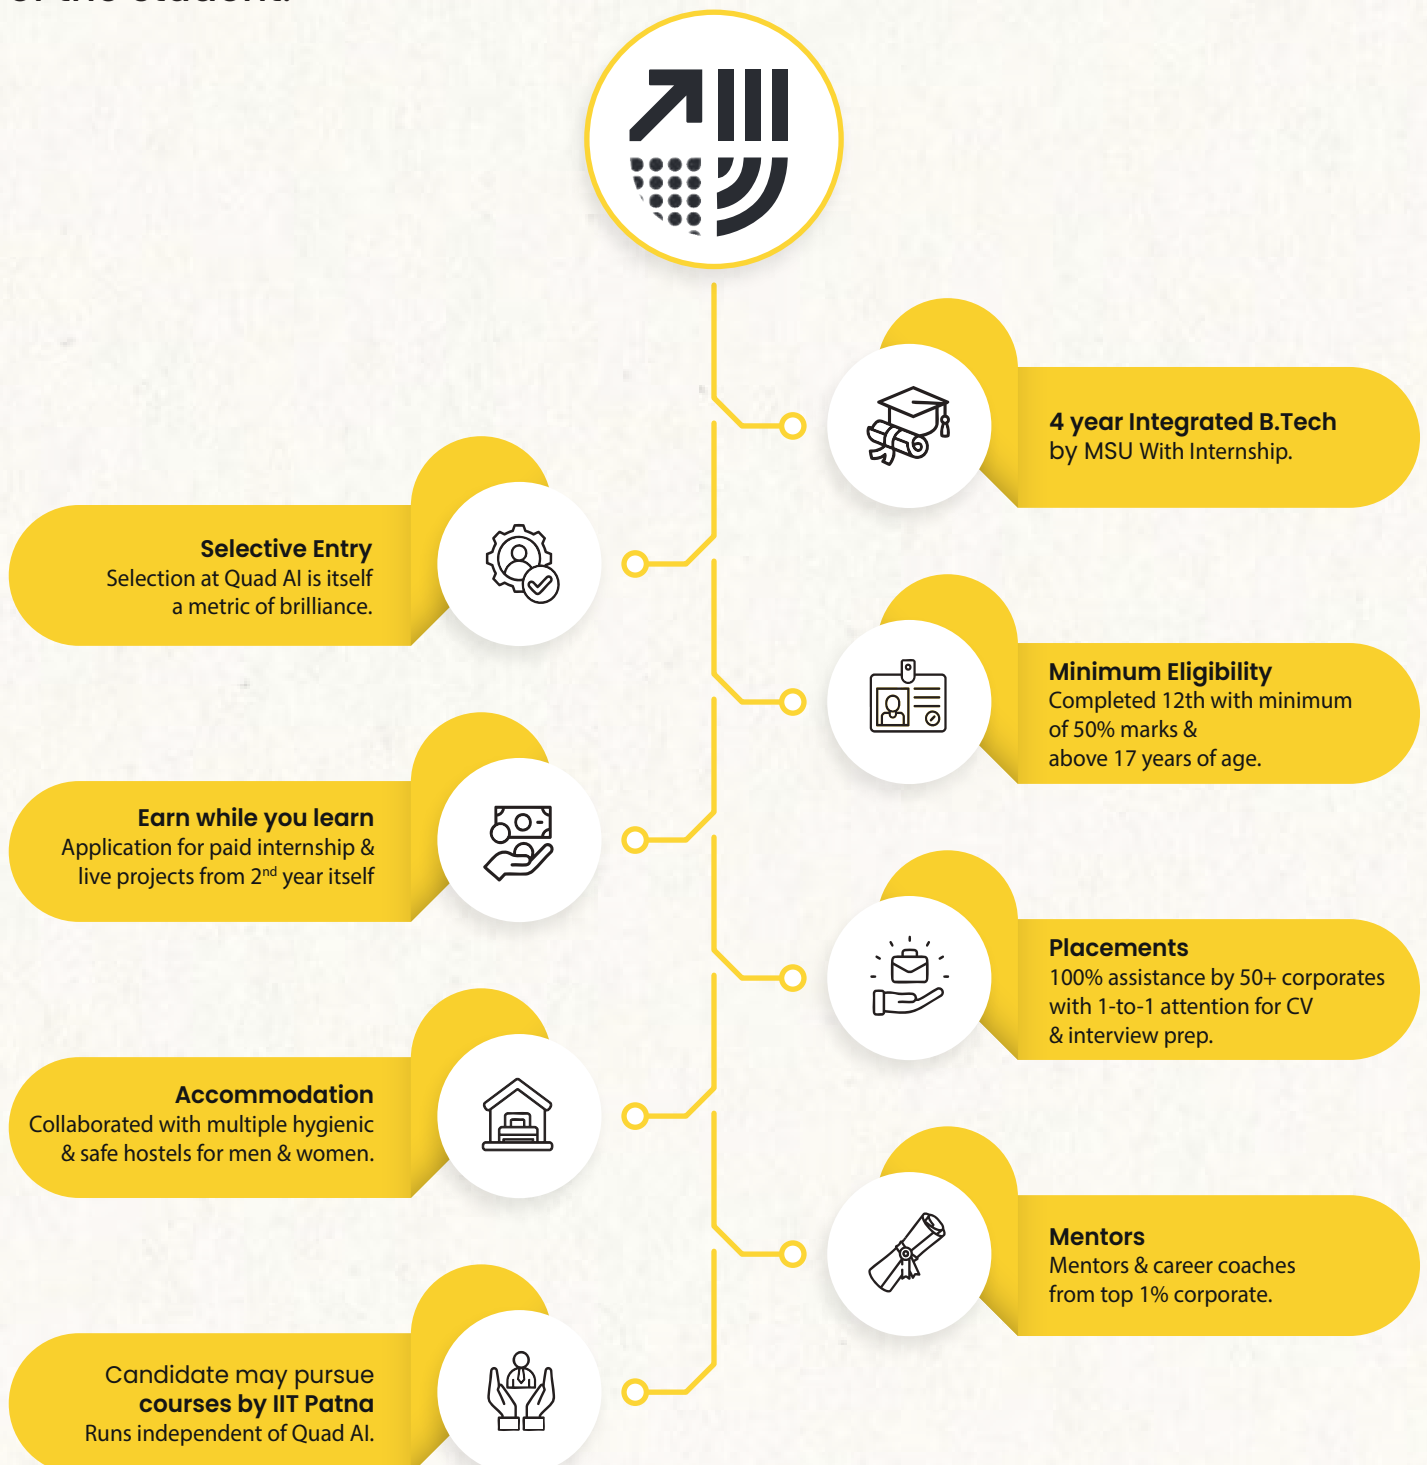 of the student.
4 year Integrated B.Tech
by MSU With Internship.
Selective Entry
Selection at Quad AI is itself
a metric of brilliance.
Minimum Eligibility
Completed 12th with minimum
of 50% marks &
above 17 years of age.
Earn while you learn
Application for paid internship &
live projects from 2nd year itself
Placements
100% assistance by 50+ corporates
with 1-to-1 attention for CV
& interview prep.
Accommodation
Collaborated with multiple hygienic
& safe hostels for men & women.
Mentors
Mentors & career coaches
from top 1% corporate.
Candidate may pursue
courses by IIT Patna
Runs independent of Quad AI.